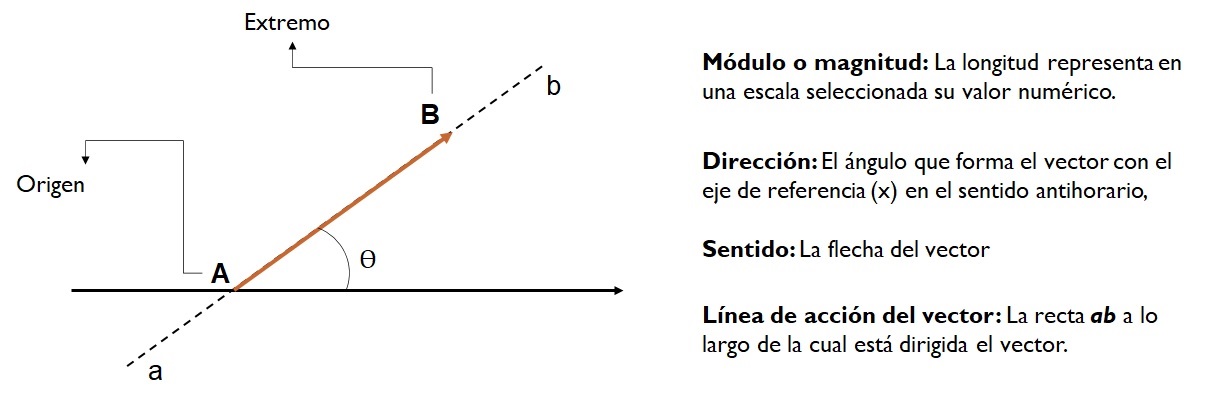 Extremo
b
B
Origen
A
θ
a
Módulo o magnitud: La longitud representa en
una escala seleccionada su valor numérico.
Dirección: El ángulo que forma el vector con el
eje de referencia (x) en el sentido antihorario,
Sentido: La flecha del vector
Línea de acción del vector: La recta ab a lo
largo de la cual está dirigida el vector.